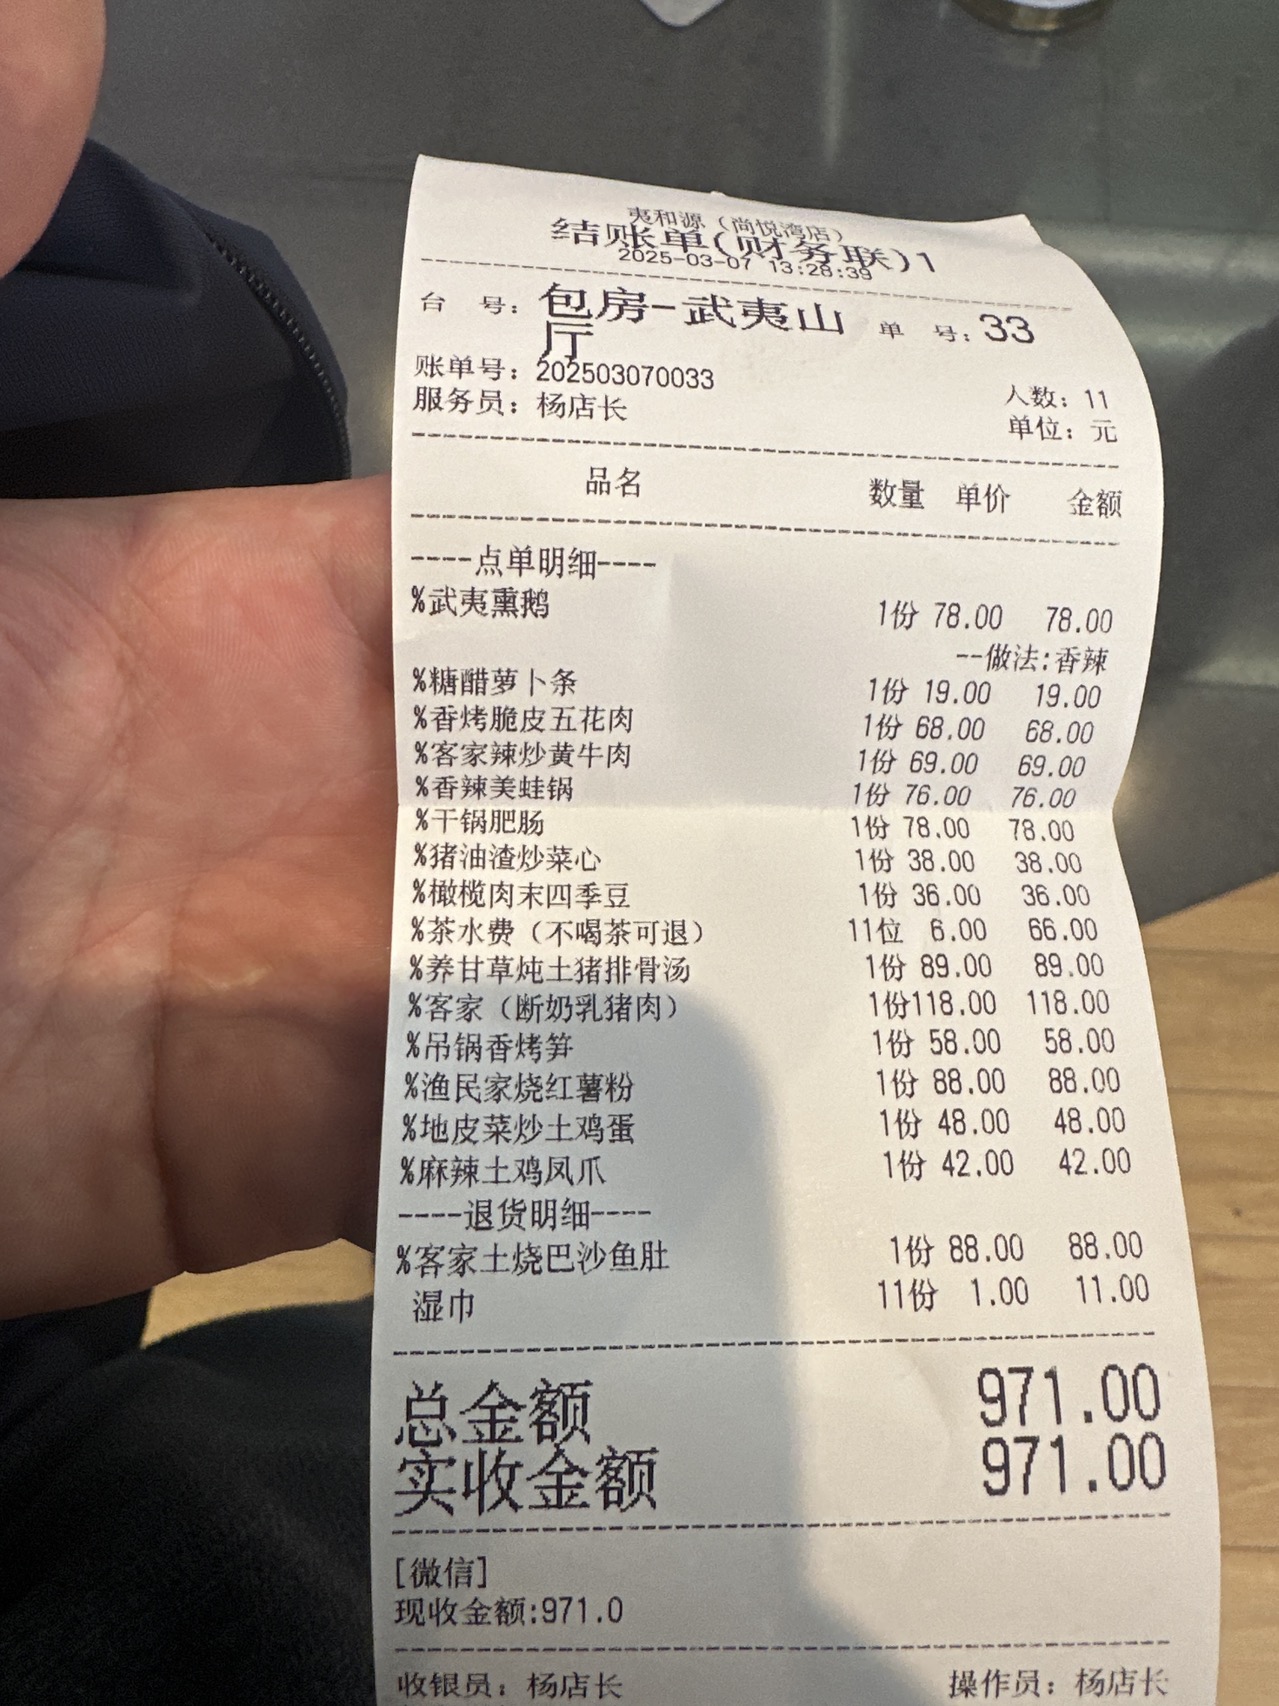 夷和源（尚悦湾店）
结账单(财务联)1
2025-03-07 13:28:39
台 号：包房-武夷山厅 单 号：33
账单号：202503070033
人数：11
服务员：杨店长
单位：元
品名 数量 单价 金额
----点单明细----
%武夷熏鹅 1份 78.00 78.00
--做法:香辣
%糖醋萝卜条 1份 19.00 19.00
%香烤脆皮五花肉 1份 68.00 68.00
%客家辣炒黄牛肉 1份 69.00 69.00
%香辣美蛙锅 1份 76.00 76.00
%干锅肥肠 1份 78.00 78.00
%猪油渣炒菜心 1份 38.00 38.00
%橄榄肉末四季豆 1份 36.00 36.00
%茶水费（不喝茶可退） 11位 6.00 66.00
%养甘草炖土猪排骨汤 1份 89.00 89.00
%客家（断奶乳猪肉） 1份118.00 118.00
%吊锅香烤笋 1份 58.00 58.00
%渔民家烧红薯粉 1份 88.00 88.00
%地皮菜炒土鸡蛋 1份 48.00 48.00
%麻辣土鸡凤爪 1份 42.00 42.00
----退货明细----
%客家土烧巴沙鱼肚 1份 88.00 88.00
湿巾 11份 1.00 11.00
总金额 971.00
实收金额 971.00
[微信]
现收金额:971.0
收银员：杨店长 操作员：杨店长